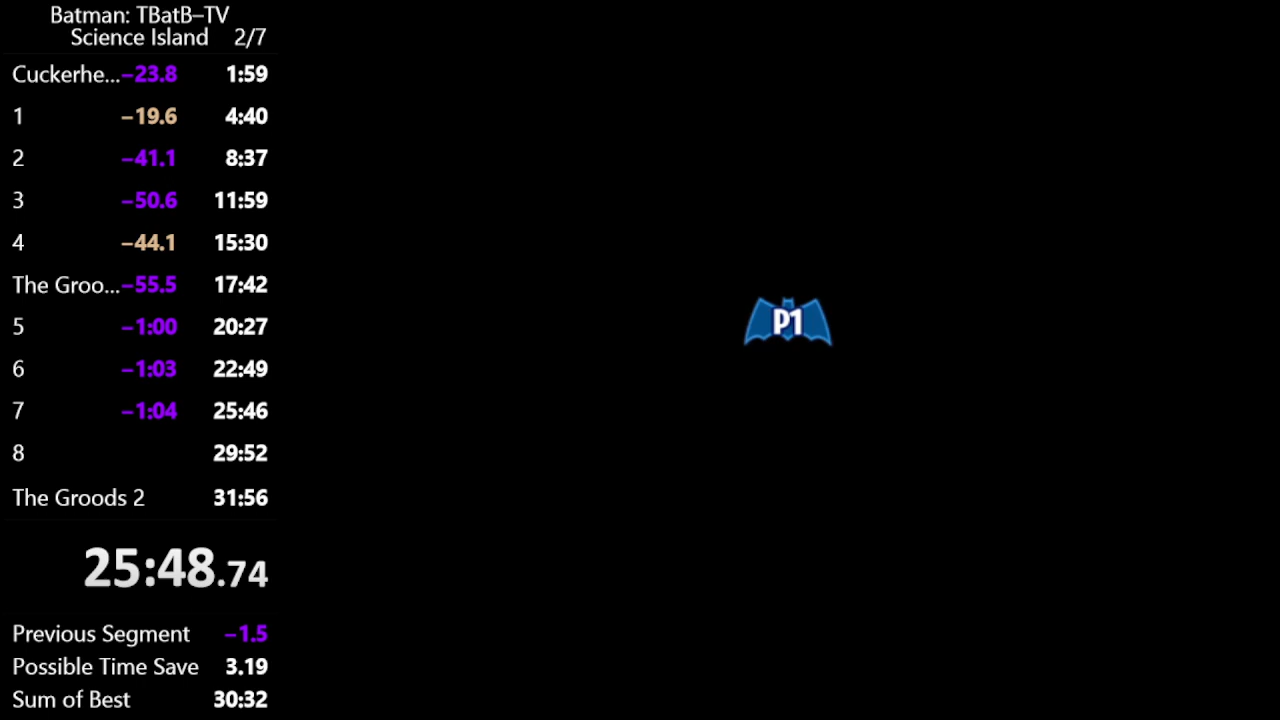 Batman: TBatB–TV
Science Island 2/7
Cuckerhe... –23.8 1:59
1 –19.6 4:40
2 –41.1 8:37
3 –50.6 11:59
4 –44.1 15:30
The Groo... –55.5 17:42
5 –1:00 20:27
6 –1:03 22:49
7 –1:04 25:46
8 29:52
The Groods 2 31:56
25:48.74
Previous Segment –1.5
Possible Time Save 3.19
Sum of Best 30:32
P1